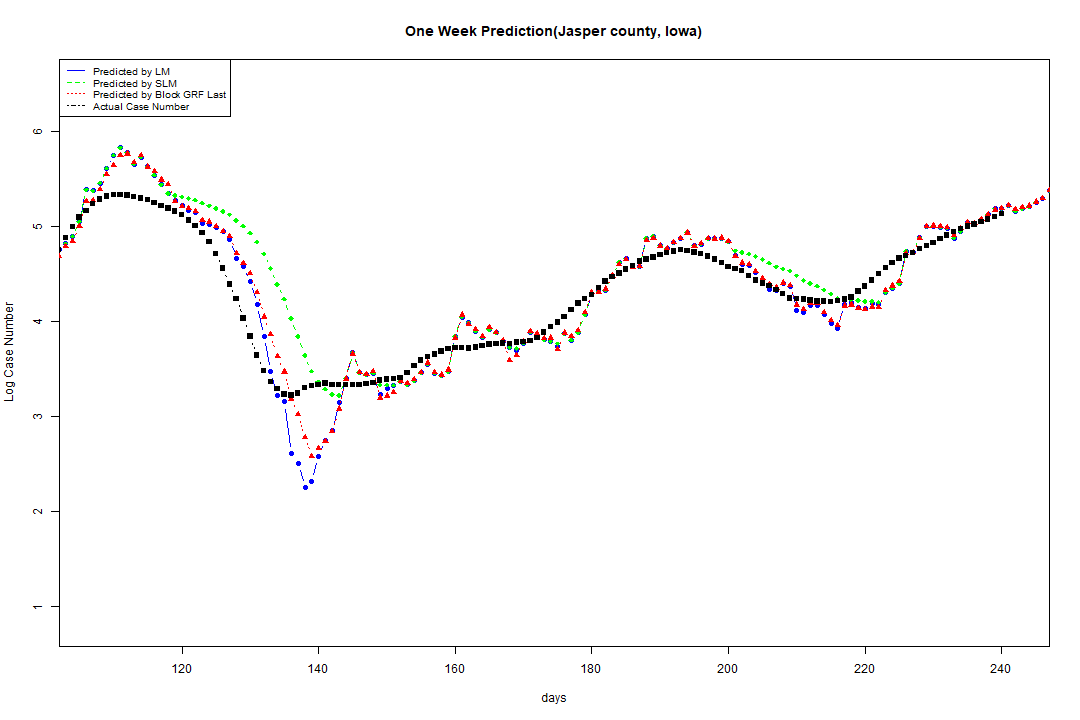 One Week Prediction(Jasper county, Iowa)
Predicted by LM
Predicted by SLM
Predicted by Block GRF Last
Actual Case Number
6
5
4
3
2
1
Log Case Number
120 140 160 180 200 220 240
days